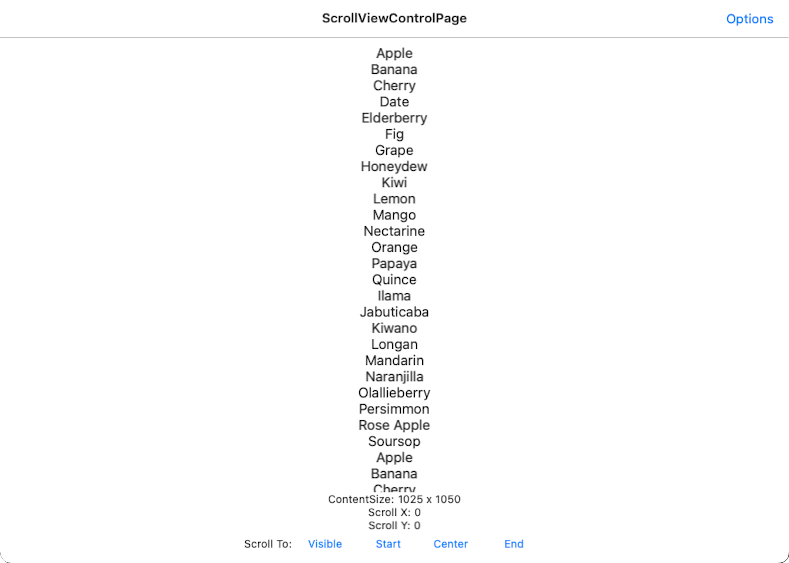 ScrollViewControlPage
Options
Apple
Banana
Cherry
Date
Elderberry
Fig
Grape
Honeydew
Kiwi
Lemon
Mango
Nectarine
Orange
Papaya
Quince
Ilama
Jabuticaba
Kiwano
Longan
Mandarin
Naranjilla
Olallieberry
Persimmon
Rose Apple
Soursop
Apple
Banana
Cherry
ContentSize: 1025 x 1050
Scroll X: 0
Scroll Y: 0
Scroll To: Visible Start Center End